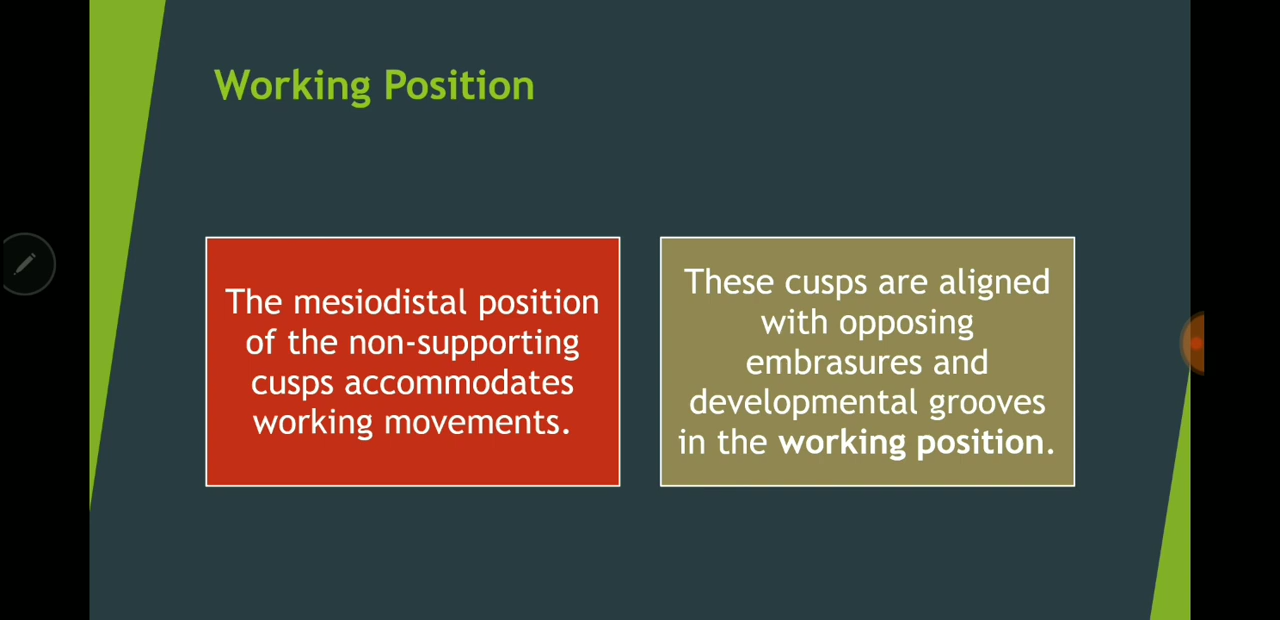 Working Position
The mesiodistal position
of the non-supporting
cusps accommodates
working movements.
These cusps are aligned
with opposing
embrasures and
developmental grooves
in the working position.